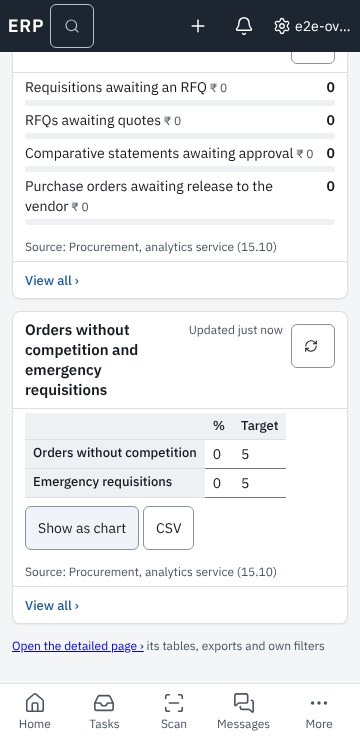 ERP
e2e-ov...
Requisitions awaiting an RFQ ₹ 0 0
RFQs awaiting quotes ₹ 0 0
Comparative statements awaiting approval ₹ 0 0
Purchase orders awaiting release to the 0
vendor ₹ 0
Source: Procurement, analytics service (15.10)
View all ›
Orders without
competition and
emergency
requisitions
Updated just now
% Target
Orders without competition 0 5
Emergency requisitions 0 5
Show as chart CSV
Source: Procurement, analytics service (15.10)
View all ›
Open the detailed page › its tables, exports and own filters
Home Tasks Scan Messages More